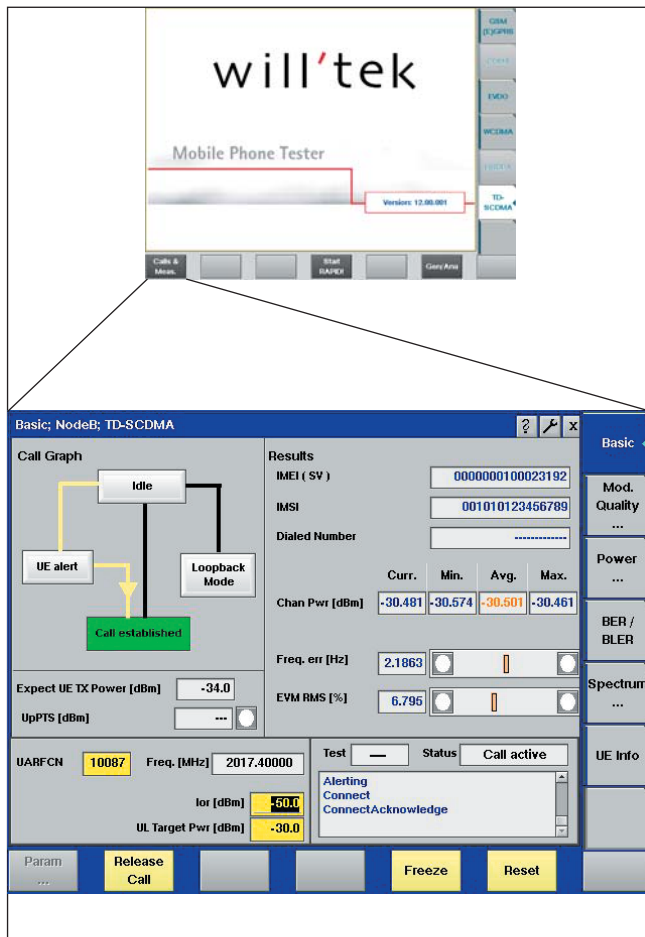 GSM
(E)GPRS
EVDO
WCDMA
TD-
SCDMA
will'tek
Mobile Phone Tester
Version: 12.00.001
Calls &
Meas.
Start
RAPID!
Gen/Ana
Basic; NodeB; TD-SCDMA
? X
Call Graph
Idle
UE alert
Loopback
Mode
Call established
Expect UE TX Power [dBm] -34.0
UpPTS [dBm] ---
Results
IMEI ( SV ) 0000000100023192
IMSI 001010123456789
Dialed Number ------------
Curr. Min. Avg. Max.
Chan Pwr [dBm] -30.481 -30.574 -30.501 -30.461
Freq. err [Hz] 2.1863
EVM RMS [%] 6.795
UARFCN 10087 Freq. [MHz] 2017.40000
Ior [dBm] -50.0
UL Target Pwr [dBm] -30.0
Test — Status Call active
Alerting
Connect
ConnectAcknowledge
Basic
Mod.
Quality
...
Power
...
BER /
BLER
Spectrum
...
UE Info
Param
...
Release
Call
Freeze
Reset